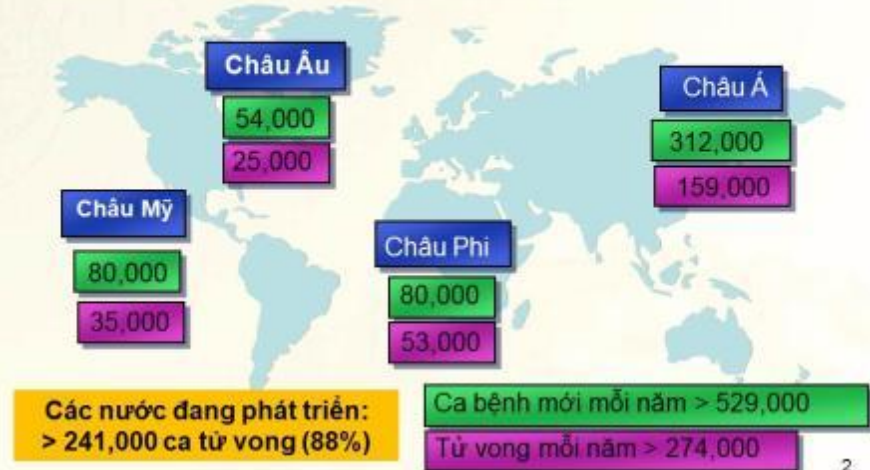 Châu Âu
54,000
25,000
Châu Á
312,000
159,000
Châu Mỹ
80,000
35,000
Châu Phi
80,000
53,000
Các nước đang phát triển:
> 241,000 ca tử vong (88%)
Ca bệnh mới mỗi năm > 529,000
Tử vong mỗi năm > 274,000
2